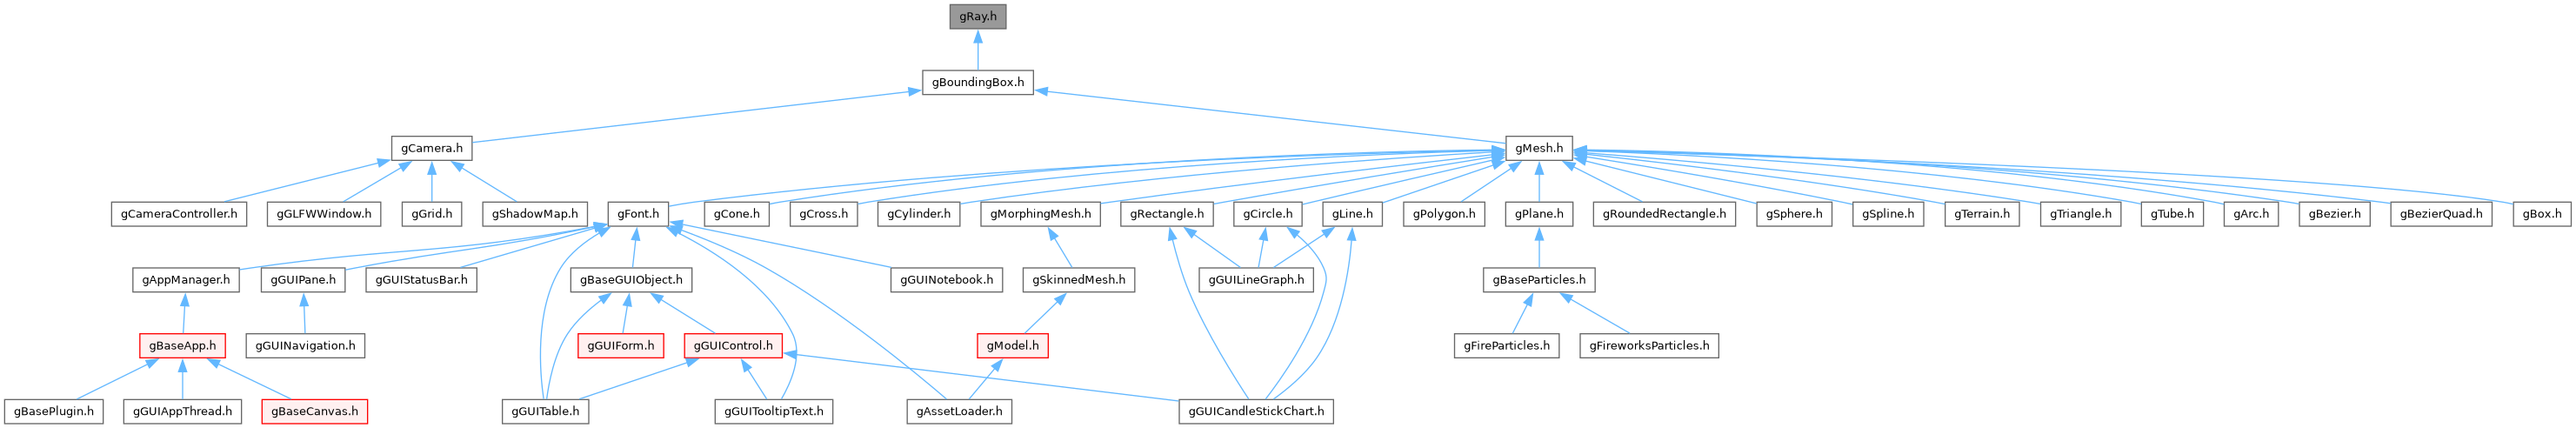 gRay.h
gBoundingBox.h
gCamera.h
gMesh.h
gCameraController.h
gGLFWWindow.h
gGrid.h
gShadowMap.h
gFont.h
gCone.h
gCross.h
gCylinder.h
gMorphingMesh.h
gRectangle.h
gCircle.h
gLine.h
gPolygon.h
gPlane.h
gRoundedRectangle.h
gSphere.h
gSpline.h
gTerrain.h
gTriangle.h
gTube.h
gArc.h
gBezier.h
gBezierQuad.h
gBox.h
gAppManager.h
gGUIPane.h
gGUIStatusBar.h
gBaseGUIObject.h
gGUINotebook.h
gSkinnedMesh.h
gGUILineGraph.h
gBaseParticles.h
gBaseApp.h
gGUINavigation.h
gGUIForm.h
gGUIControl.h
gModel.h
gFireParticles.h
gFireworksParticles.h
gBasePlugin.h
gGUIAppThread.h
gBaseCanvas.h
gGUITable.h
gGUITooltipText.h
gAssetLoader.h
gGUICandleStickChart.h